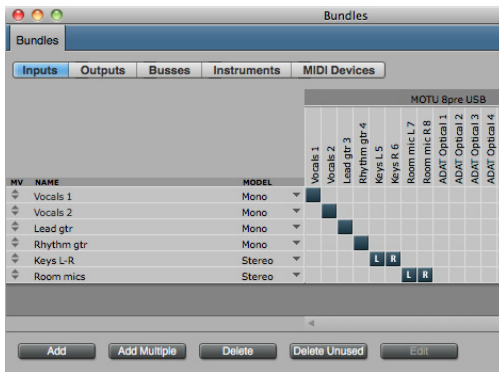 Bundles
Bundles
Inputs Outputs Busses Instruments MIDI Devices
MOTU 8pre USB
Vocals 1
Vocals 2
Lead gtr 3
Rhythm gtr 4
Keys L 5
Keys R 6
Room mic L 7
Room mic R 8
ADAT Optical 1
ADAT Optical 2
ADAT Optical 3
ADAT Optical 4
MV NAME MODEL
Vocals 1 Mono
Vocals 2 Mono
Lead gtr Mono
Rhythm gtr Mono
Keys L-R Stereo L R
Room mics Stereo L R
Add Add Multiple Delete Delete Unused Edit